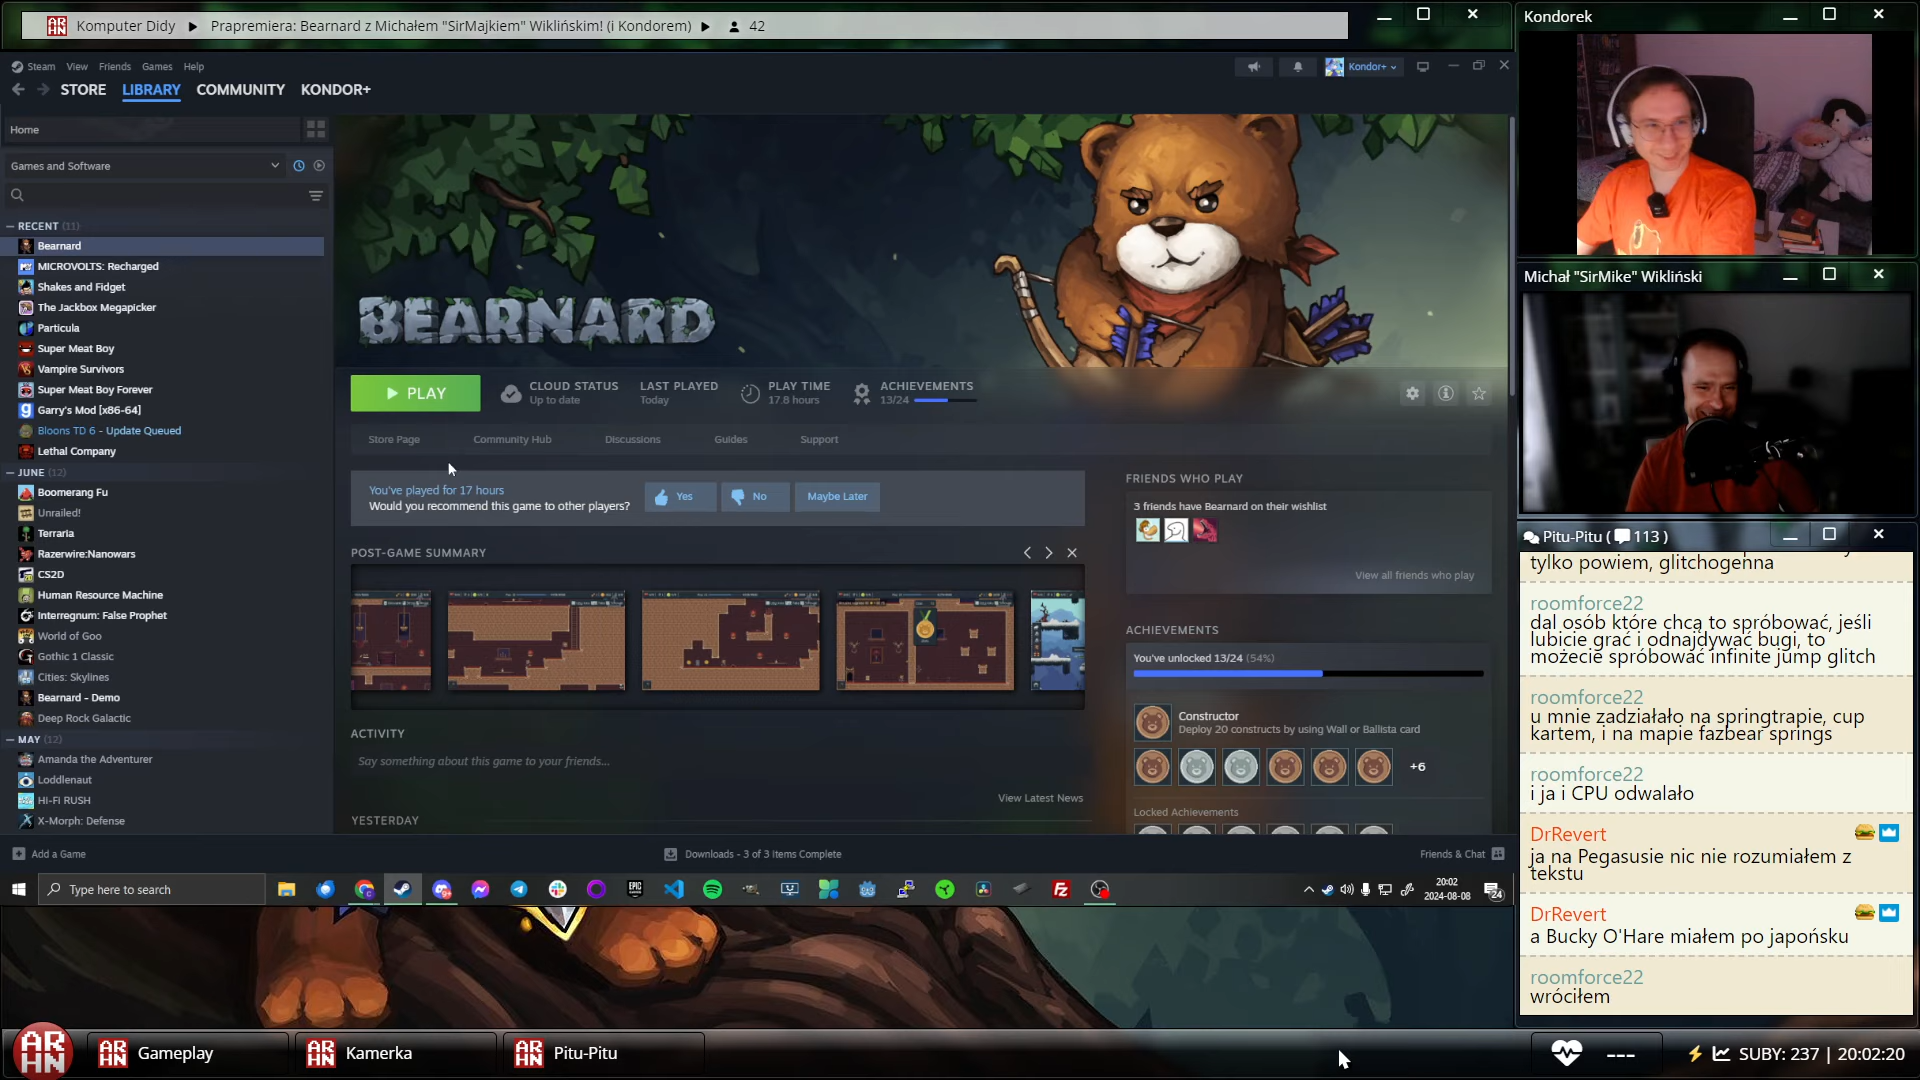 Komputer Didy ▶ Prapremiera: Bearnard z Michałem "SirMajkiem" Wiklińskim! (i Kondorem) ▶ 42
Steam View Friends Games Help
Kondor+
STORE LIBRARY COMMUNITY KONDOR+
Home
Games and Software
RECENT (11)
Bearnard
MICROVOLTS: Recharged
Shakes and Fidget
The Jackbox Megapicker
Particula
Super Meat Boy
Vampire Survivors
Super Meat Boy Forever
Garry's Mod [x86-64]
Bloons TD 6 - Update Queued
Lethal Company
JUNE (12)
Boomerang Fu
Unrailed!
Terraria
Razerwire:Nanowars
CS2D
Human Resource Machine
Interregnum: False Prophet
World of Goo
Gothic 1 Classic
Cities: Skylines
Bearnard - Demo
Deep Rock Galactic
MAY (12)
Amanda the Adventurer
Loddlenaut
Hi-Fi RUSH
X-Morph: Defense
Add a Game
BEARNARD
PLAY
CLOUD STATUS
Up to date
LAST PLAYED
Today
PLAY TIME
17.8 hours
ACHIEVEMENTS
13/24
Store Page Community Hub Discussions Guides Support
You've played for 17 hours
Would you recommend this game to other players?
Yes No Maybe Later
POST-GAME SUMMARY
ACTIVITY
Say something about this game to your friends...
View Latest News
YESTERDAY
FRIENDS WHO PLAY
3 friends have Bearnard on their wishlist
View all friends who play
ACHIEVEMENTS
You've unlocked 13/24 (54%)
Constructor
Deploy 20 constructs by using Wall or Ballista card
+6
Locked Achievements
Downloads - 3 of 3 Items Complete
Friends & Chat
Type here to search
EPIC
Fz
20:02
2024-08-08
24
Kondorek
Michał "SirMike" Wikliński
Pitu-Pitu ( 113 )
tylko powiem, glitchogenna
roomforce22
dal osób które chcą to spróbować, jeśli
lubicie grać i odnajdywać bugi, to
możecie spróbować infinite jump glitch
roomforce22
u mnie zadziałało na springtrapie, cup
kartem, i na mapie fazbear springs
roomforce22
i ja i CPU odwalało
DrRevert
ja na Pegasusie nic nie rozumiałem z
tekstu
DrRevert
a Bucky O'Hare miałem po japońsku
roomforce22
wróciłem
ARHN
Gameplay
Kamerka
Pitu-Pitu
---
SUBY: 237 | 20:02:20